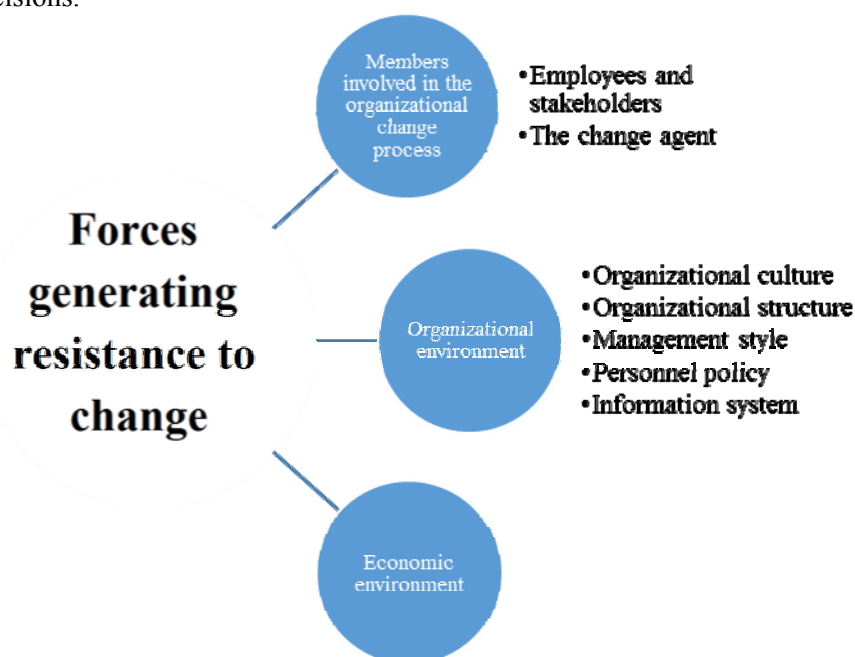 Forces
generating
resistance to
change
Members
involved in the
organizational
change
process
•Employees and
stakeholders
•The change agent
Organizational
environment
•Organizational culture
•Organizational structure
•Management style
•Personnel policy
•Information system
Economic
environment